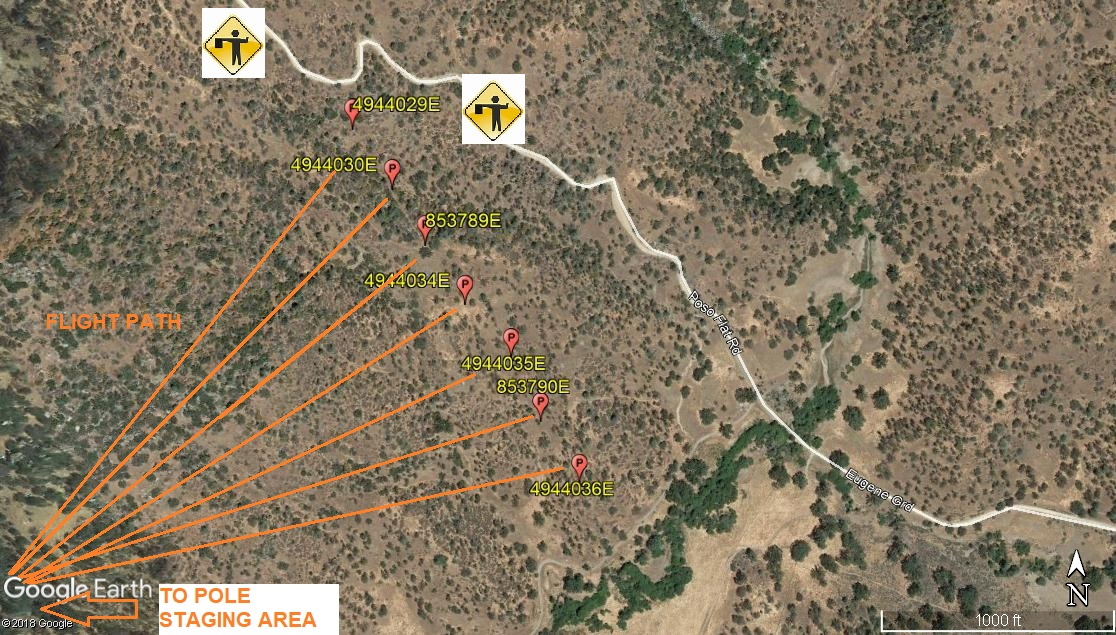 4944029E
4944030E
P
853789E
4944034E
P
FLIGHT PATH
Poso Flat Rd
P
4944035E
853790E
P
P
4944036E
Eugene Grd
Google Earth
©2018 Google
TO POLE
STAGING AREA
N
1000 ft